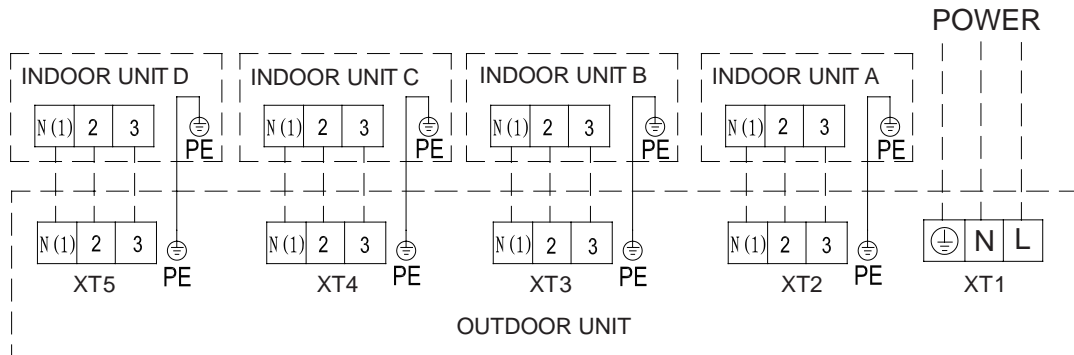 POWER
INDOOR UNIT D INDOOR UNIT C INDOOR UNIT B INDOOR UNIT A
N (1) 2 3 N (1) 2 3 N (1) 2 3 N (1) 2 3
PE PE PE PE
N (1) 2 3 N (1) 2 3 N (1) 2 3 N (1) 2 3 N L
PE PE PE PE
XT5 XT4 XT3 XT2 XT1
OUTDOOR UNIT